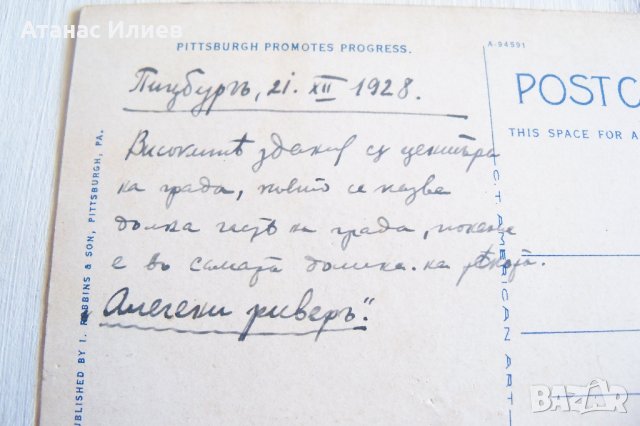 Атанас Илиев
PITTSBURGH PROMOTES PROGRESS.
A-94591
Пицбургъ, 21. XII 1928.
POSTC
THIS SPACE FOR A
Високитѣ здания са центъра
на града, който се казва
долна часть на града, понеже
е въ самата долина на рѣката.
Алегени риверъ".
PUBLISHED BY I. ROBBINS & SON, PITTSBURGH, PA.
C.T. AMERICAN ART
BAZAR